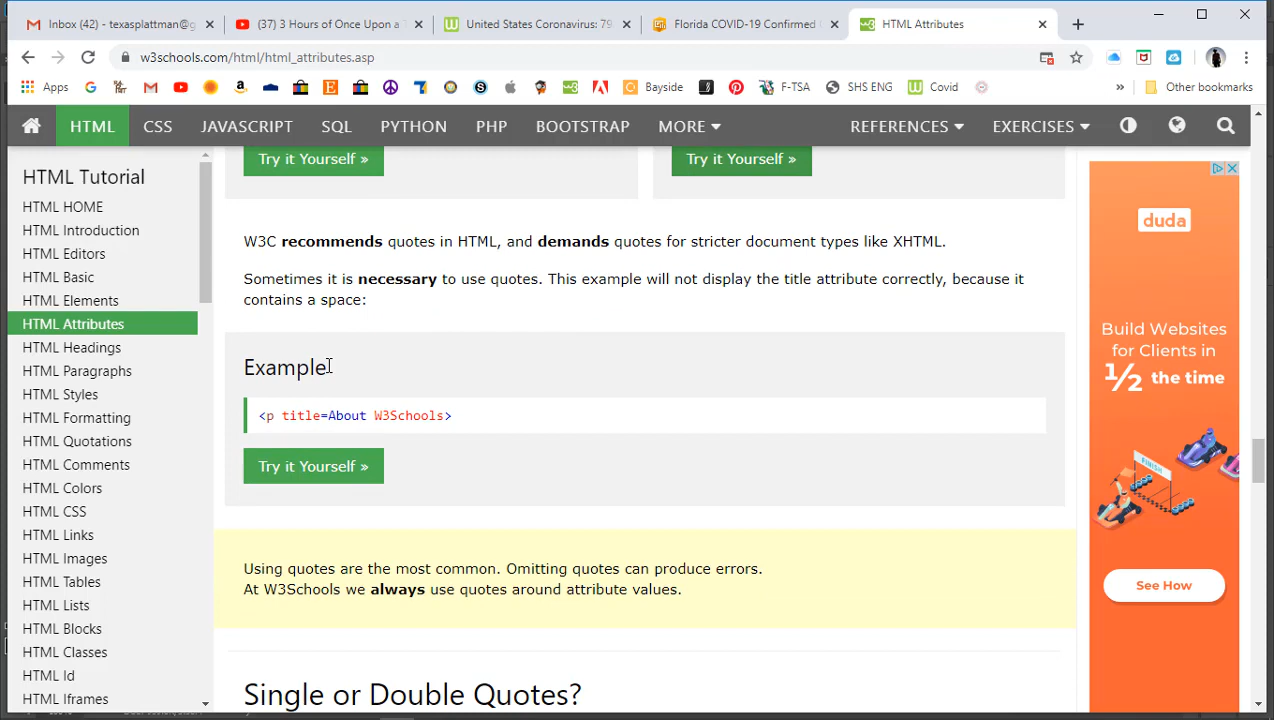 Inbox (42) - texasplattman@g
(37) 3 Hours of Once Upon a
United States Coronavirus: 79
Florida COVID-19 Confirmed
HTML Attributes
w3schools.com/html/html_attributes.asp
Apps
Bayside
F-TSA
SHS ENG
Covid
»
Other bookmarks
HTML
CSS
JAVASCRIPT
SQL
PYTHON
PHP
BOOTSTRAP
MORE
REFERENCES
EXERCISES
HTML Tutorial
HTML HOME
HTML Introduction
HTML Editors
HTML Basic
HTML Elements
HTML Attributes
HTML Headings
HTML Paragraphs
HTML Styles
HTML Formatting
HTML Quotations
HTML Comments
HTML Colors
HTML CSS
HTML Links
HTML Images
HTML Tables
HTML Lists
HTML Blocks
HTML Classes
HTML Id
HTML Iframes
Try it Yourself »
Try it Yourself »
W3C recommends quotes in HTML, and demands quotes for stricter document types like XHTML.
Sometimes it is necessary to use quotes. This example will not display the title attribute correctly, because it
contains a space:
Example
<p title=About W3Schools>
Try it Yourself »
Using quotes are the most common. Omitting quotes can produce errors.
At W3Schools we always use quotes around attribute values.
Single or Double Quotes?
duda
Build Websites
for Clients in
1/2 the time
FINISH
See How